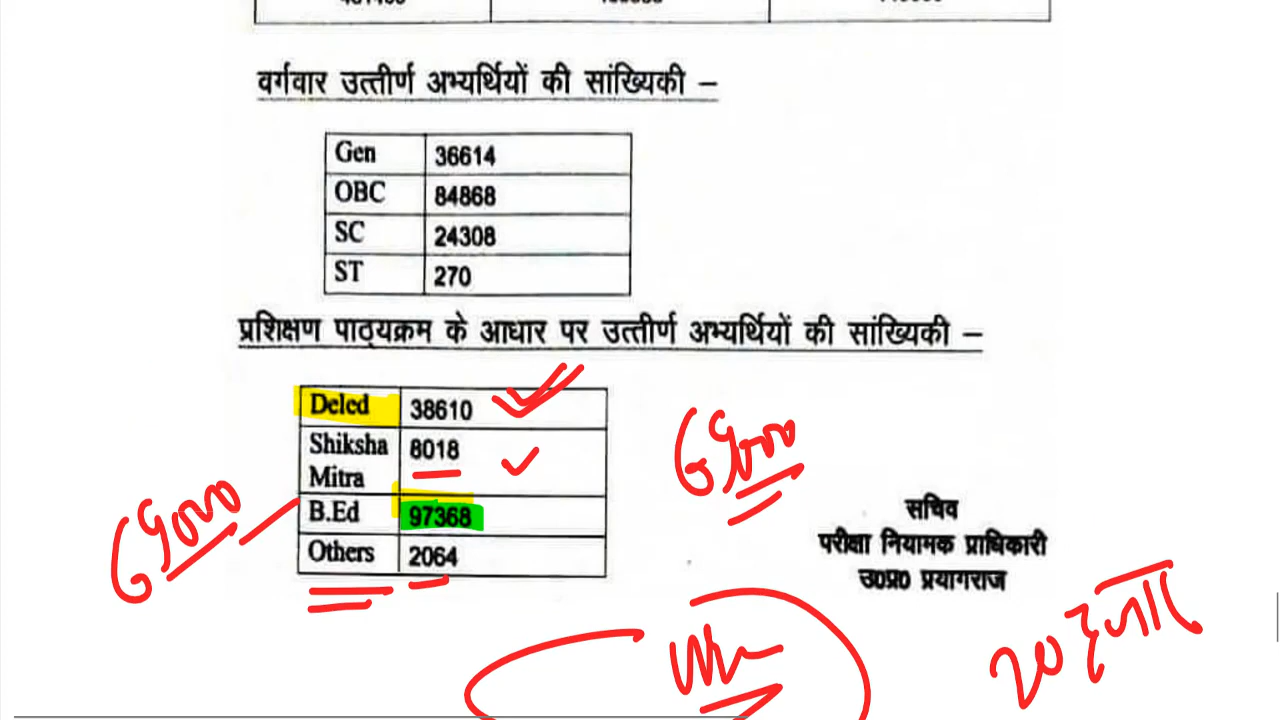 वर्गवार उत्तीर्ण अभ्यर्थियों की सांख्यिकी –
Gen 36614
OBC 84868
SC 24308
ST 270
प्रशिक्षण पाठ्यक्रम के आधार पर उत्तीर्ण अभ्यर्थियों की सांख्यिकी –
Deled 38610
Shiksha 8018
Mitra
B.Ed 97368
Others 2064
69000
69000
सचिव
परीक्षा नियामक प्राधिकारी
उ0प्र0 प्रयागराज
20 हजार